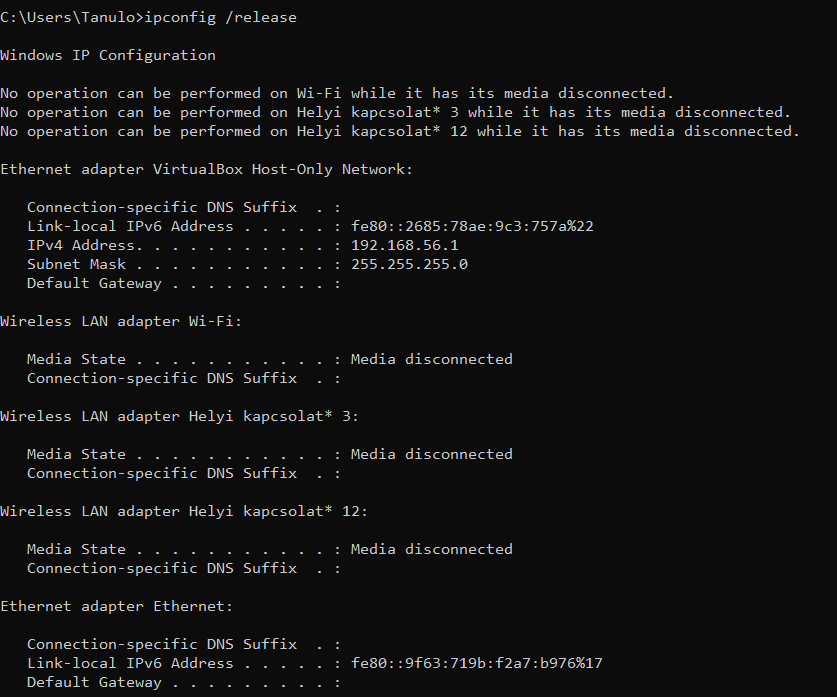 C:\Users\Tanulo>ipconfig /release
Windows IP Configuration
No operation can be performed on Wi-Fi while it has its media disconnected.
No operation can be performed on Helyi kapcsolat* 3 while it has its media disconnected.
No operation can be performed on Helyi kapcsolat* 12 while it has its media disconnected.
Ethernet adapter VirtualBox Host-Only Network:
   Connection-specific DNS Suffix  . :
   Link-local IPv6 Address . . . . . : fe80::2685:78ae:9c3:757a%22
   IPv4 Address. . . . . . . . . . . : 192.168.56.1
   Subnet Mask . . . . . . . . . . . : 255.255.255.0
   Default Gateway . . . . . . . . . :
Wireless LAN adapter Wi-Fi:
   Media State . . . . . . . . . . . : Media disconnected
   Connection-specific DNS Suffix  . :
Wireless LAN adapter Helyi kapcsolat* 3:
   Media State . . . . . . . . . . . : Media disconnected
   Connection-specific DNS Suffix  . :
Wireless LAN adapter Helyi kapcsolat* 12:
   Media State . . . . . . . . . . . : Media disconnected
   Connection-specific DNS Suffix  . :
Ethernet adapter Ethernet:
   Connection-specific DNS Suffix  . :
   Link-local IPv6 Address . . . . . : fe80::9f63:719b:f2a7:b976%17
   Default Gateway . . . . . . . . . :